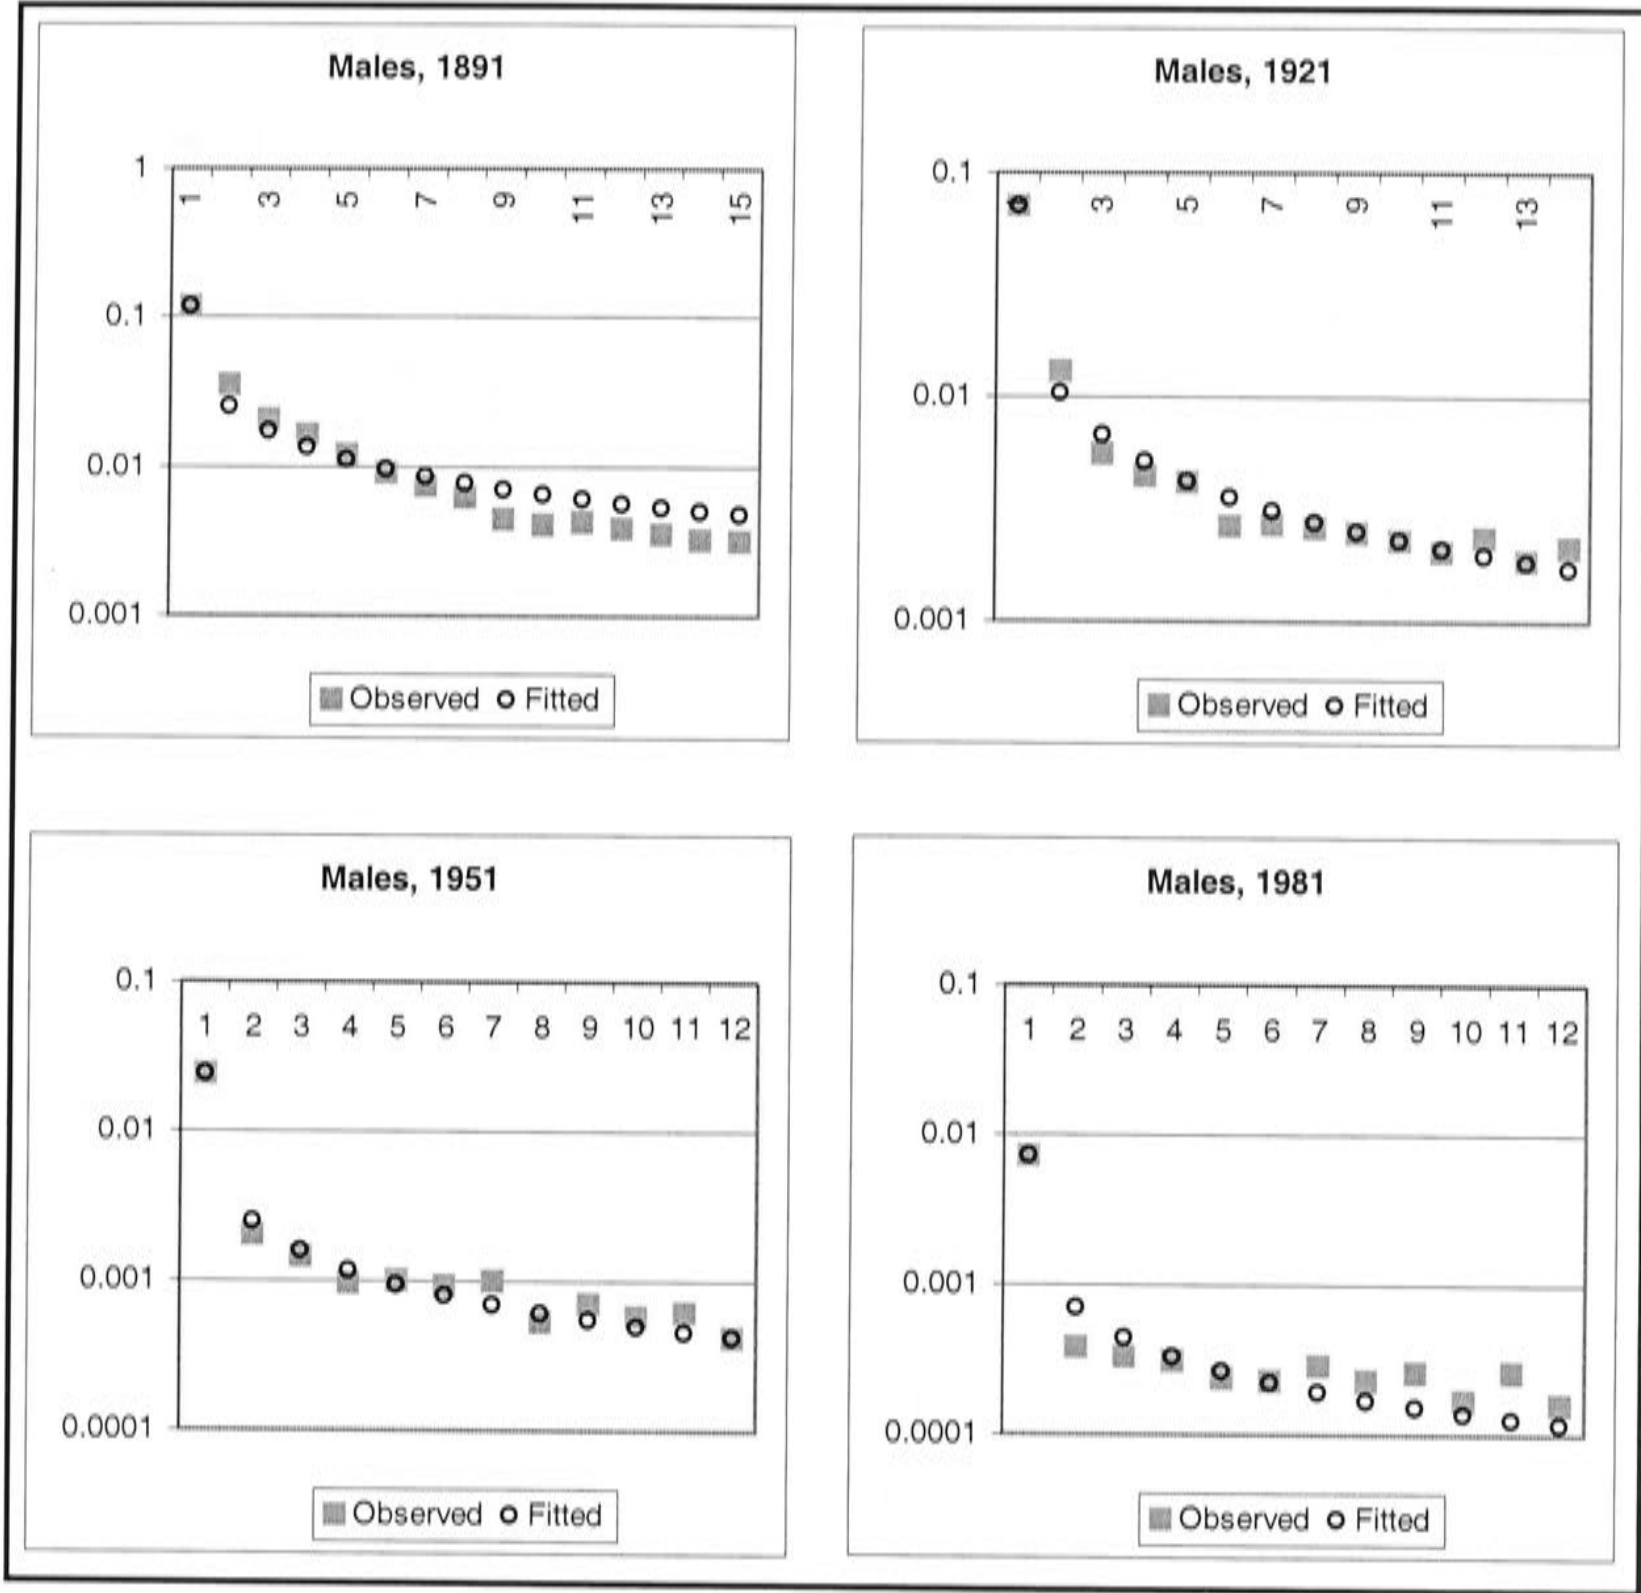 Males, 1891
1
1 3 5 7 9 11 13 15
0.1
0.01
0.001
Observed Fitted
Males, 1921
0.1
1 3 5 7 9 11 13
0.01
0.001
Observed Fitted
Males, 1951
0.1
1 2 3 4 5 6 7 8 9 10 11 12
0.01
0.001
0.0001
Observed Fitted
Males, 1981
0.1
1 2 3 4 5 6 7 8 9 10 11 12
0.01
0.001
0.0001
Observed Fitted